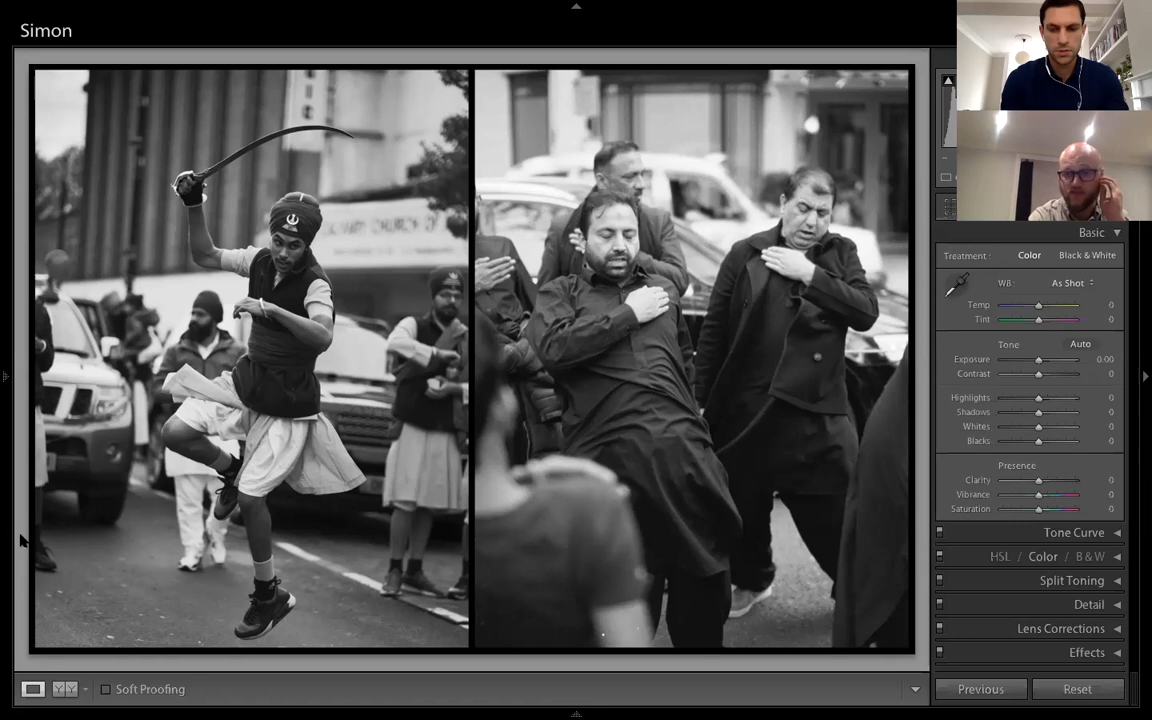 Simon
Basic
Treatment : Color Black & White
WB: As Shot
Temp 0
Tint 0
Tone Auto
Exposure 0.00
Contrast 0
Highlights 0
Shadows 0
Whites 0
Blacks 0
Presence
Clarity 0
Vibrance 0
Saturation 0
Tone Curve
HSL / Color / B & W
Split Toning
Detail
Lens Corrections
Effects
YY Soft Proofing
Previous Reset
CHURCH